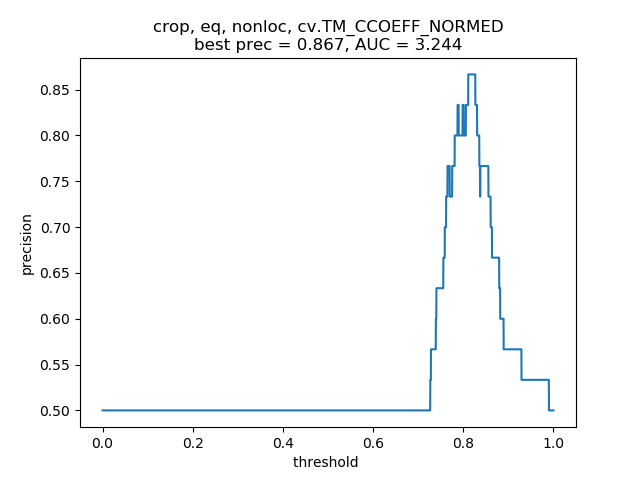 crop, eq, nonloc, cv.TM_CCOEFF_NORMED
best prec = 0.867, AUC = 3.244
0.85
0.80
0.75
0.70
0.65
0.60
0.55
0.50
precision
0.0 0.2 0.4 0.6 0.8 1.0
threshold